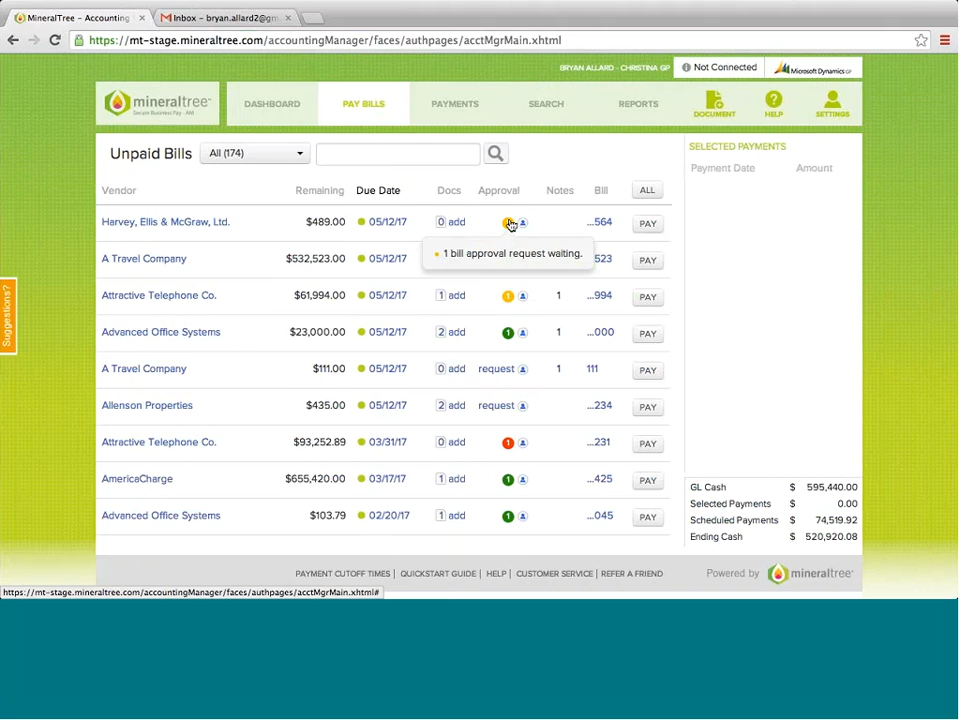 MineralTree - Accounting
Inbox - bryan.allard2@gm
https://mt-stage.mineraltree.com/accountingManager/faces/authpages/acctMgrMain.xhtml
BRYAN ALLARD - CHRISTINA GP
Not Connected
Microsoft Dynamics GP
mineraltree
Secure Business Pay - AM
DASHBOARD
PAY BILLS
PAYMENTS
SEARCH
REPORTS
DOCUMENT
HELP
SETTINGS
Unpaid Bills
All (174)
Vendor Remaining Due Date Docs Approval Notes Bill ALL
Harvey, Ellis & McGraw, Ltd. $489.00 05/12/17 0 add ...564 PAY
1 bill approval request waiting.
A Travel Company $532,523.00 05/12/17 523 PAY
Attractive Telephone Co. $61,994.00 05/12/17 1 add 1 1 ...994 PAY
Advanced Office Systems $23,000.00 05/12/17 2 add 1 1 ...000 PAY
A Travel Company $111.00 05/12/17 0 add request 1 111 PAY
Allenson Properties $435.00 05/12/17 2 add request ...234 PAY
Attractive Telephone Co. $93,252.89 03/31/17 0 add 1 ...231 PAY
AmericaCharge $655,420.00 03/17/17 1 add 1 ...425 PAY
Advanced Office Systems $103.79 02/20/17 1 add 1 ...045 PAY
SELECTED PAYMENTS
Payment Date Amount
GL Cash $ 595,440.00
Selected Payments $ 0.00
Scheduled Payments $ 74,519.92
Ending Cash $ 520,920.08
Suggestions?
PAYMENT CUTOFF TIMES | QUICKSTART GUIDE | HELP | CUSTOMER SERVICE | REFER A FRIEND
Powered by mineraltree
https://mt-stage.mineraltree.com/accountingManager/faces/authpages/acctMgrMain.xhtml#